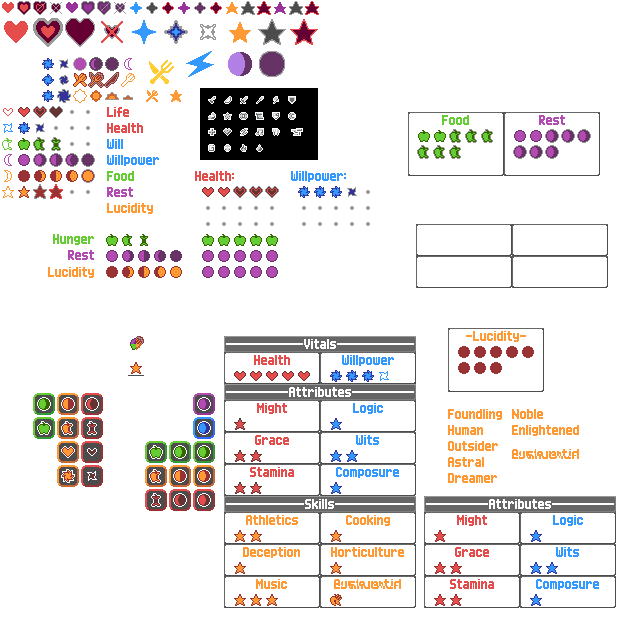 Life
Health
Will
Willpower
Food
Rest
Lucidity
Health:
Willpower:
Food
Rest
Hunger
Rest
Lucidity
-Lucidity-
Vitals
Health
Willpower
Attributes
Might
Logic
Grace
Wits
Stamina
Composure
Skills
Athletics
Cooking
Deception
Horticulture
Music
Foundling
Noble
Human
Enlightened
Outsider
Astral
Dreamer
Attributes
Might
Logic
Grace
Wits
Stamina
Composure